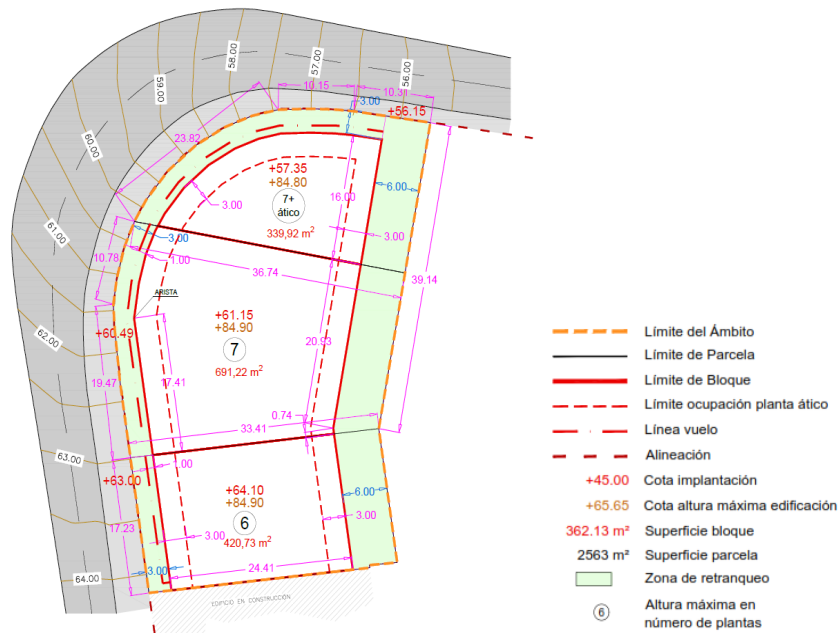 58.00
57.00
56.00
59.00
10.15
10.31
3.00
+56.15
23.82
60.00
+57.35
+84.80
7+
ático
339,92 m²
16.00
6.00
3.00
3.00
61.00
3.00
1.00
10.78
36.74
39.14
ARISTA
+61.15
+84.90
7
691,22 m²
+60.49
20.93
62.00
17.41
19.47
0.74
33.41
63.00
1.00
+63.00
+64.10
+84.90
6
420,73 m²
6.00
3.00
3.00
17.23
3.00
24.41
64.00
EDIFICIO EN CONSTRUCCIÓN
Límite del Ámbito
Límite de Parcela
Límite de Bloque
Límite ocupación planta ático
Línea vuelo
Alineación
+45.00 Cota implantación
+65.65 Cota altura máxima edificación
362.13 m² Superficie bloque
2563 m² Superficie parcela
Zona de retranqueo
6 Altura máxima en
número de plantas